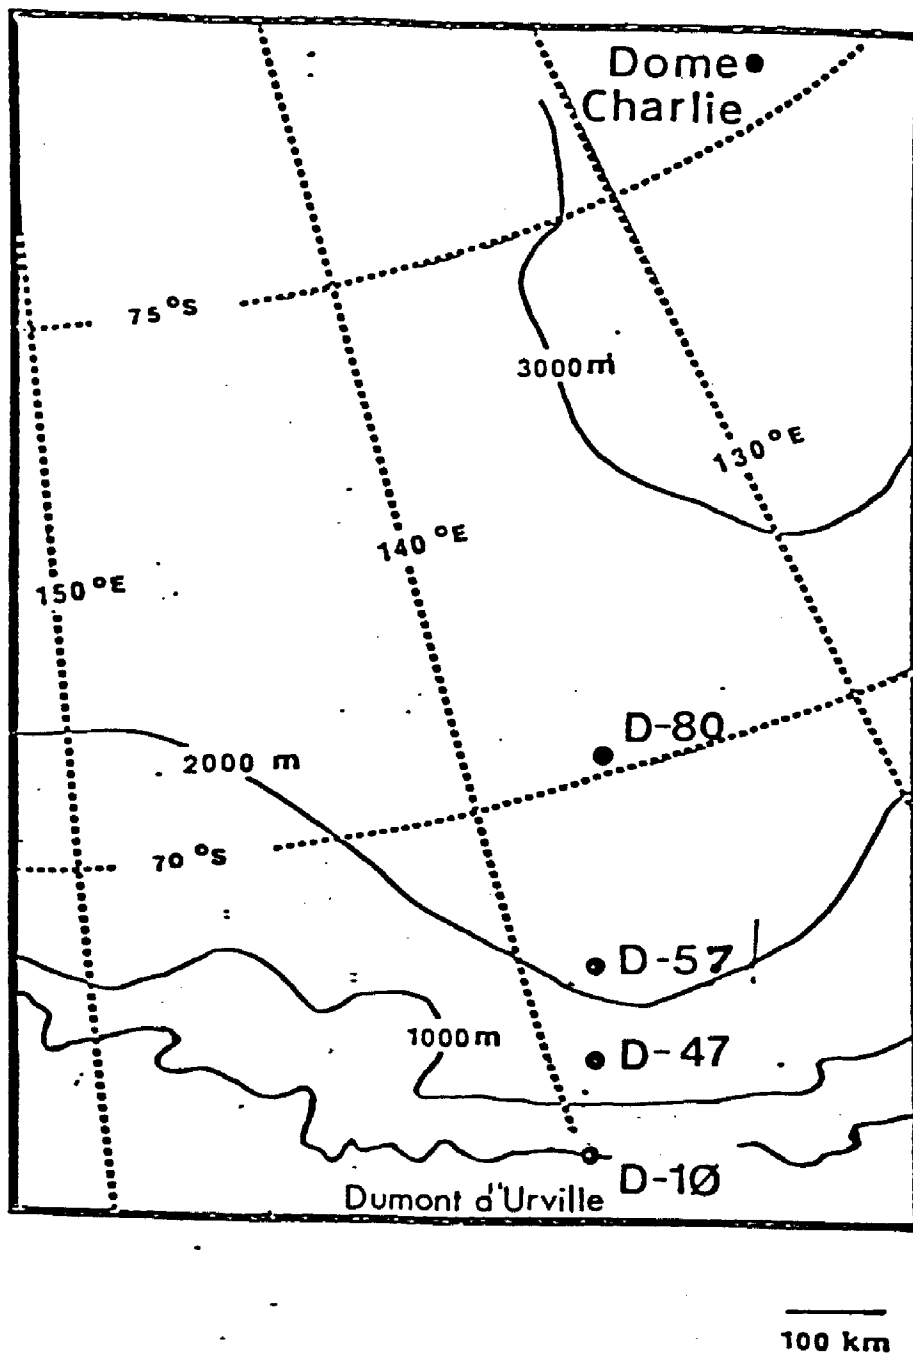 Dome
Charlie
75°S
3000m
130°E
140°E
150°E
D-80
2000 m
70°S
D-57
1000m
D-47
D-10
Dumont d'Urville
100 km